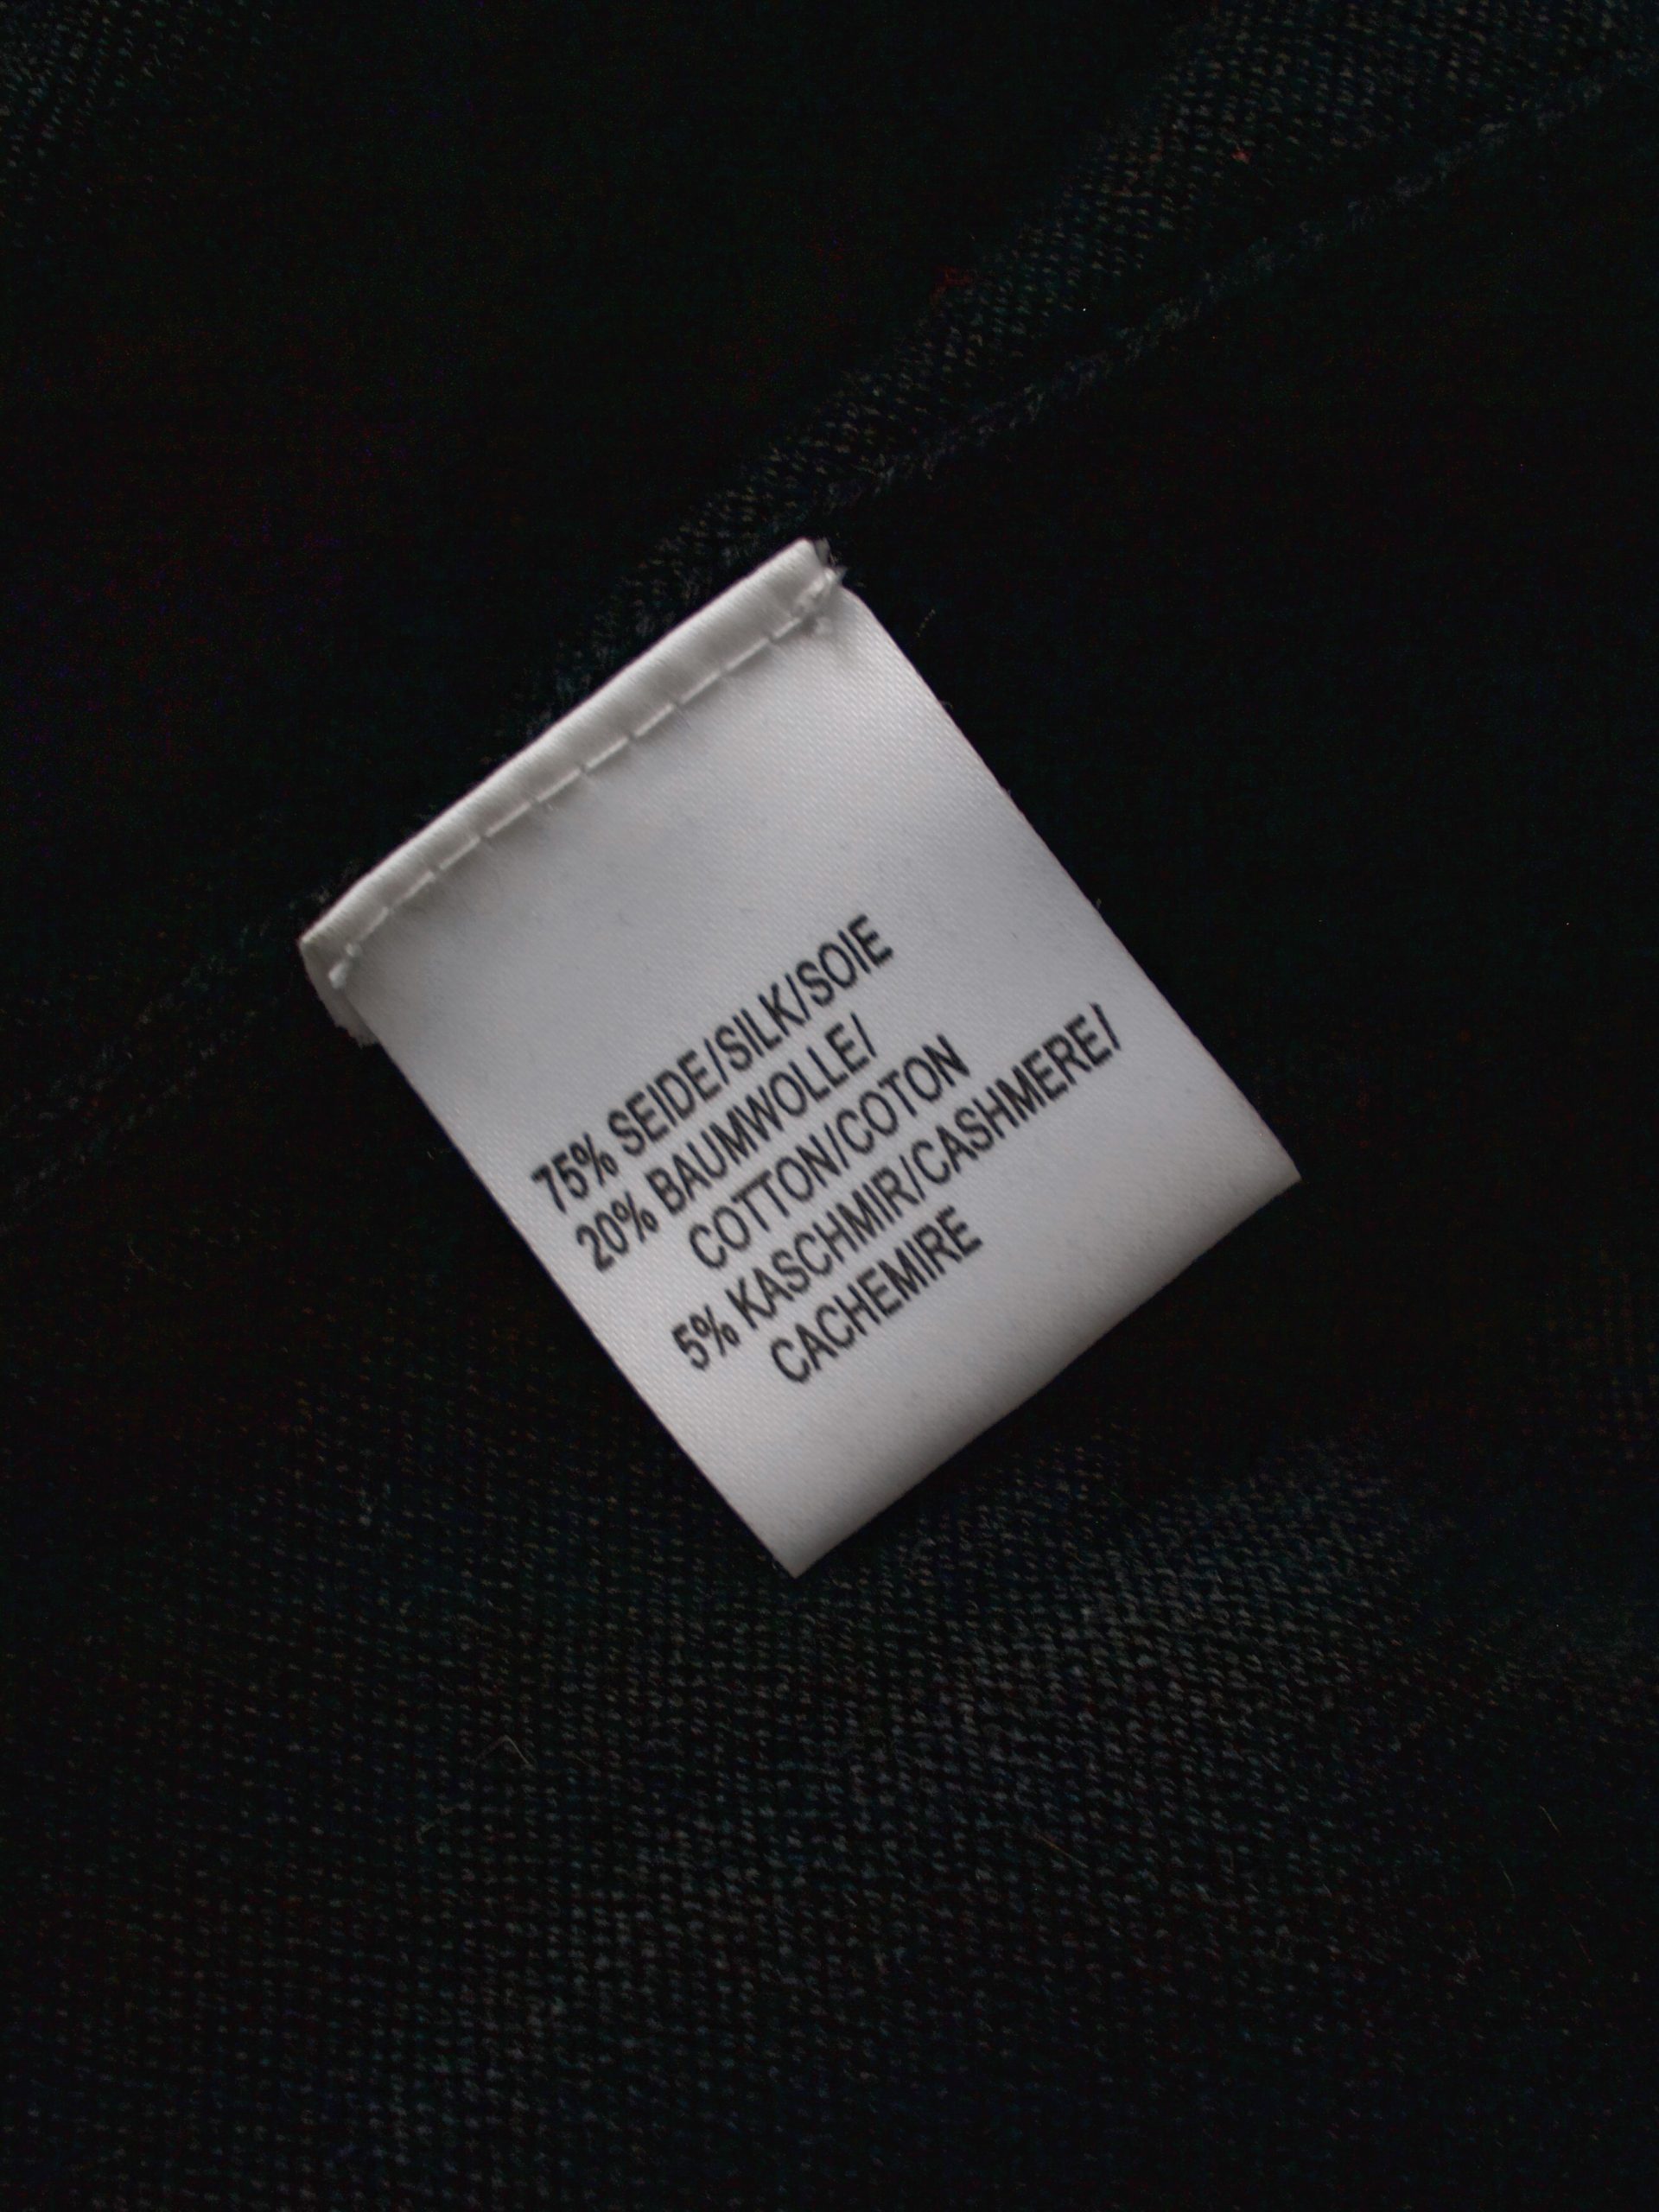 75% SEIDE/SILK/SOIE
20% BAUMWOLLE/
COTTON/COTON
5% KASCHMIR/CASHMERE/
CACHEMIRE